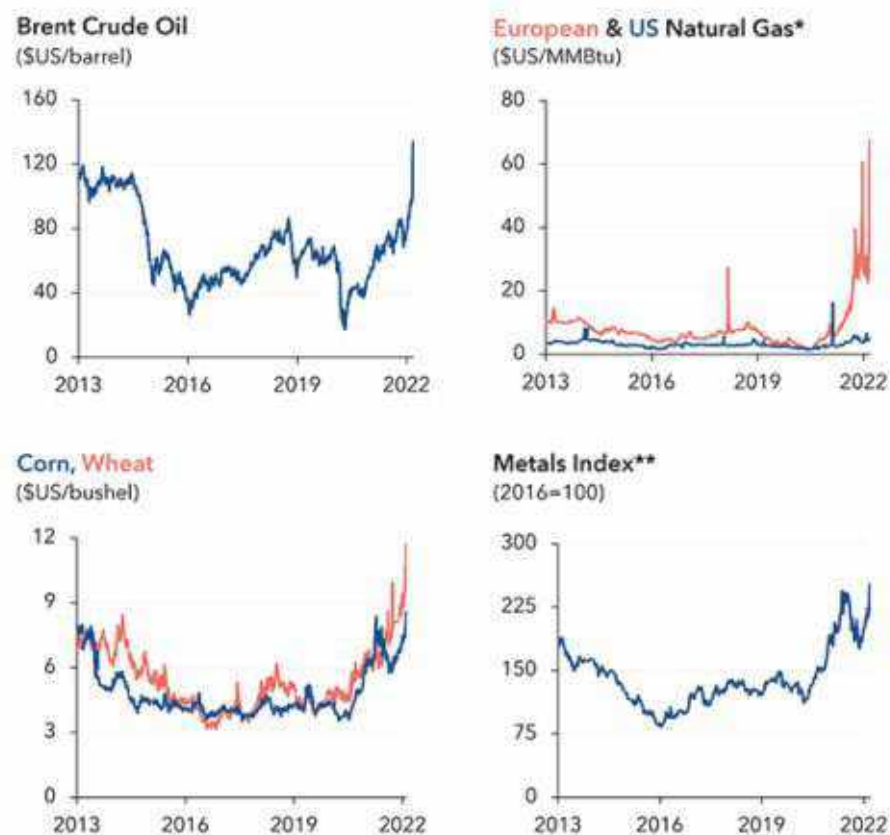 Brent Crude Oil
($US/barrel)
160
120
80
40
0
2013 2016 2019 2022
European & US Natural Gas*
($US/MMBtu)
80
60
40
20
0
2013 2016 2019 2022
Corn, Wheat
($US/bushel)
12
9
6
3
0
2013 2016 2019 2022
Metals Index**
(2016=100)
300
225
150
75
0
2013 2016 2019 2022